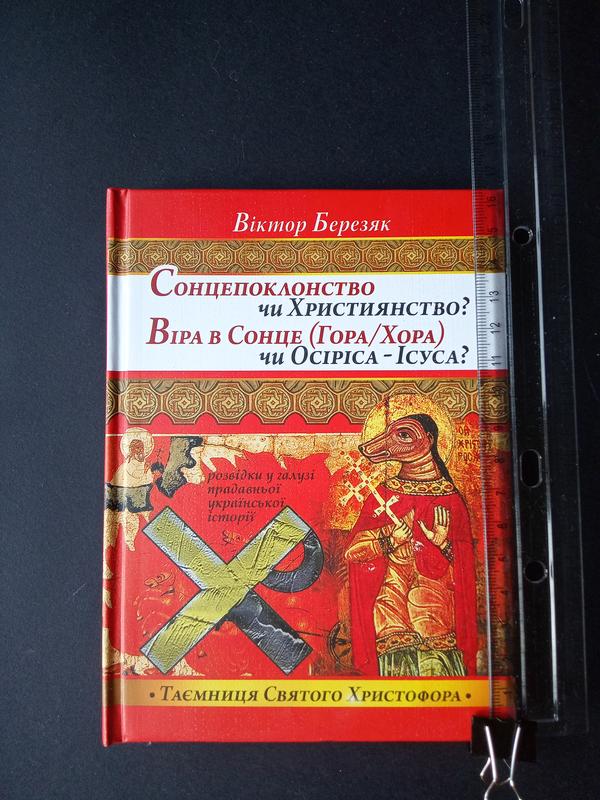 Віктор Березяк
Сонцепоклонство
чи Християнство?
Віра в Сонце (Гора/Хора)
чи Осіріса - Ісуса?
розвідки у галузі
прадавньої
української
історії
• Таємниця Святого Христофора •